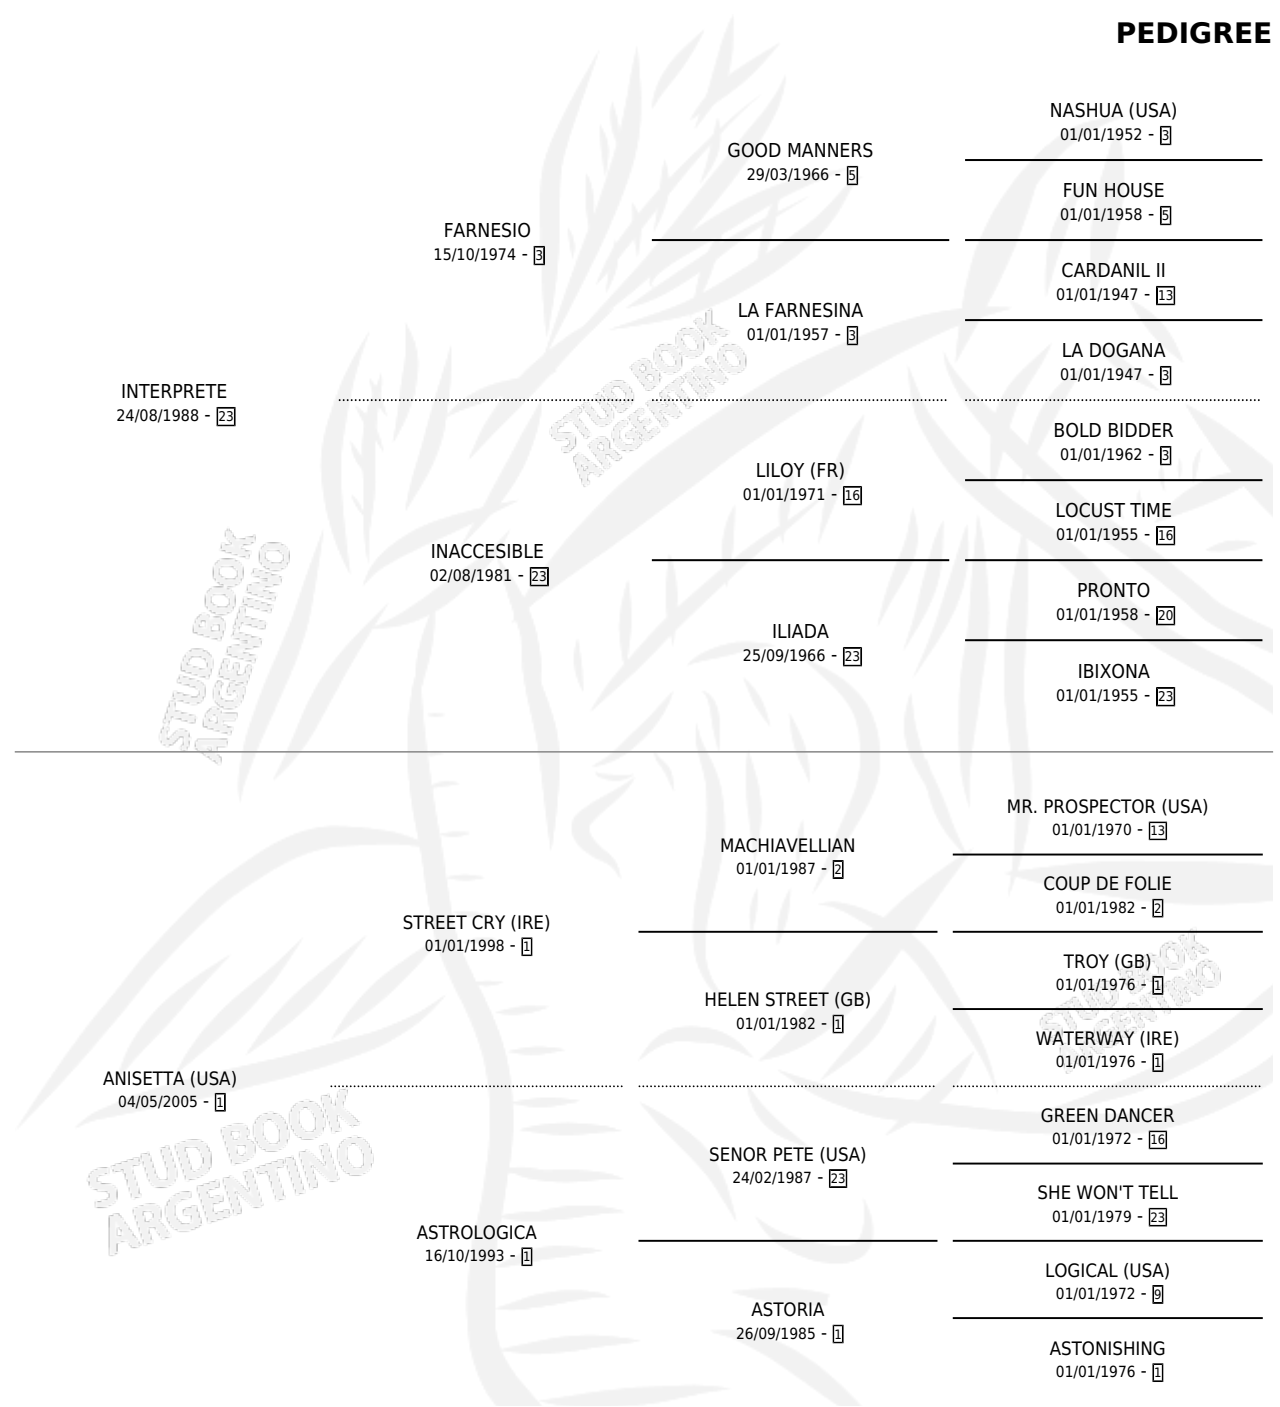 PEDIGREE
NASHUA (USA)
01/01/1952 - 3
GOOD MANNERS
29/03/1966 - 5
FUN HOUSE
01/01/1958 - 5
FARNESIO
15/10/1974 - 3
CARDANIL II
01/01/1947 - 13
LA FARNESINA
01/01/1957 - 3
LA DOGANA
01/01/1947 - 3
INTERPRETE
24/08/1988 - 23
BOLD BIDDER
01/01/1962 - 3
LILOY (FR)
01/01/1971 - 16
LOCUST TIME
01/01/1955 - 16
INACCESIBLE
02/08/1981 - 23
PRONTO
01/01/1958 - 20
ILIADA
25/09/1966 - 23
IBIXONA
01/01/1955 - 23
MR. PROSPECTOR (USA)
01/01/1970 - 13
MACHIAVELLIAN
01/01/1987 - 2
COUP DE FOLIE
01/01/1982 - 2
STREET CRY (IRE)
01/01/1998 - 1
TROY (GB)
01/01/1976 - 1
HELEN STREET (GB)
01/01/1982 - 1
WATERWAY (IRE)
01/01/1976 - 1
ANISETTA (USA)
04/05/2005 - 1
GREEN DANCER
01/01/1972 - 16
SENOR PETE (USA)
24/02/1987 - 23
SHE WON'T TELL
01/01/1979 - 23
ASTROLOGICA
16/10/1993 - 1
LOGICAL (USA)
01/01/1972 - 9
ASTORIA
26/09/1985 - 1
ASTONISHING
01/01/1976 - 1
STUD BOOK
ARGENTINO
STUD BOOK
ARGENTINO
STUD BOOK
ARGENTINO
STUD BOOK
ARGENTINO